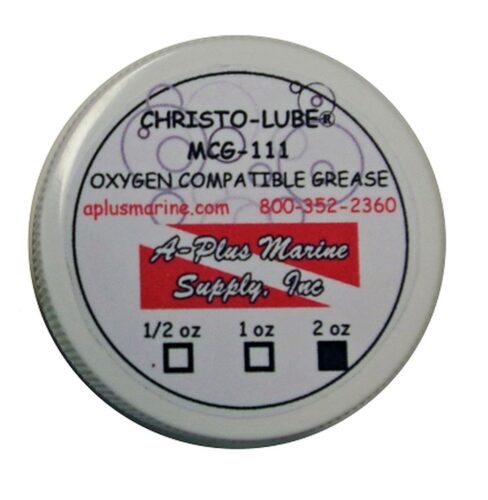 CHRISTO-LUBE®
MCG-111
OXYGEN COMPATIBLE GREASE
aplusmarine.com 800-352-2360
A-Plus Marine
Supply, Inc
1/2 oz 1 oz 2 oz